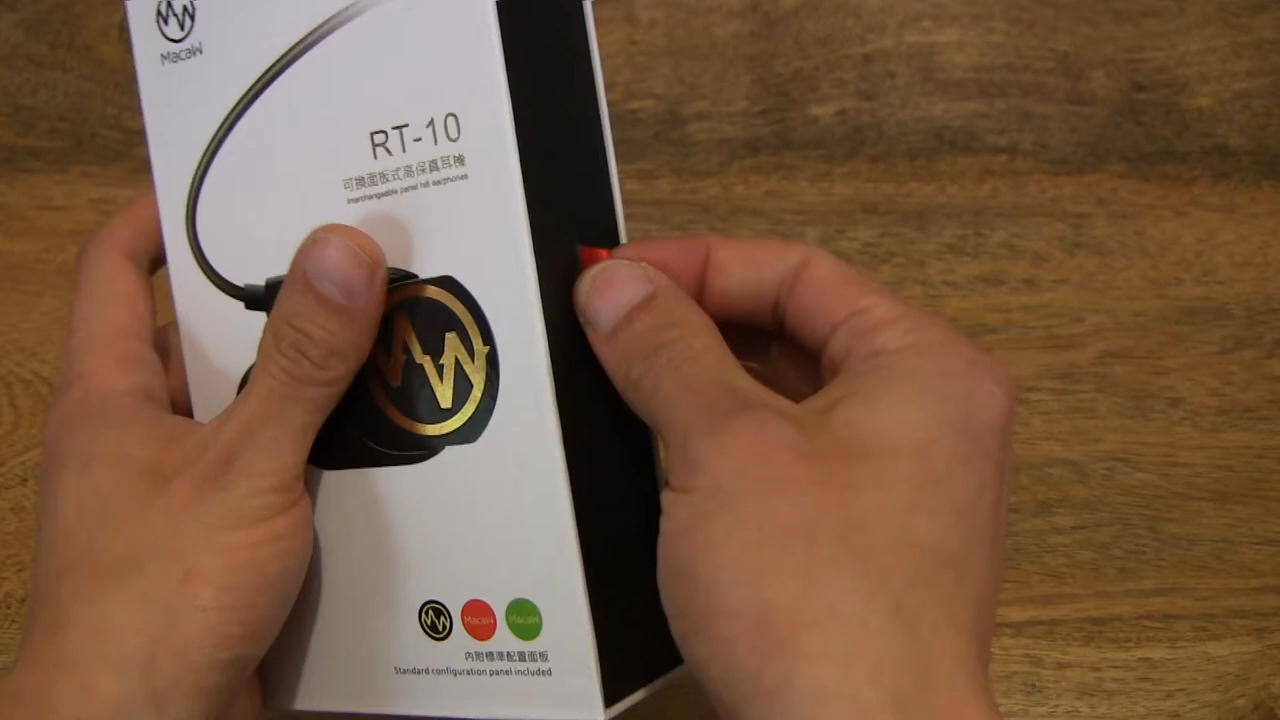 MacaW
RT-10
可換面板式高保真耳機
Interchangeable panel hifi earphones
MacaW MacaW
內附標準配置面板
Standard configuration panel included